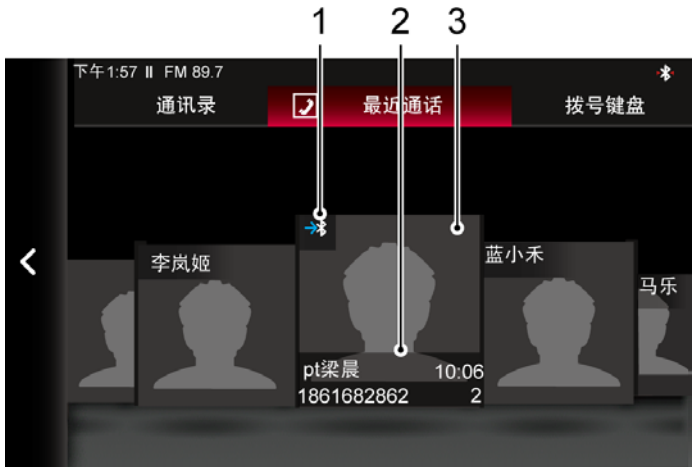 1 2 3
下午1:57 II FM 89.7
通讯录 最近通话 拨号键盘
李岚姬 蓝小禾 马乐
pt梁晨 10:06
1861682862 2